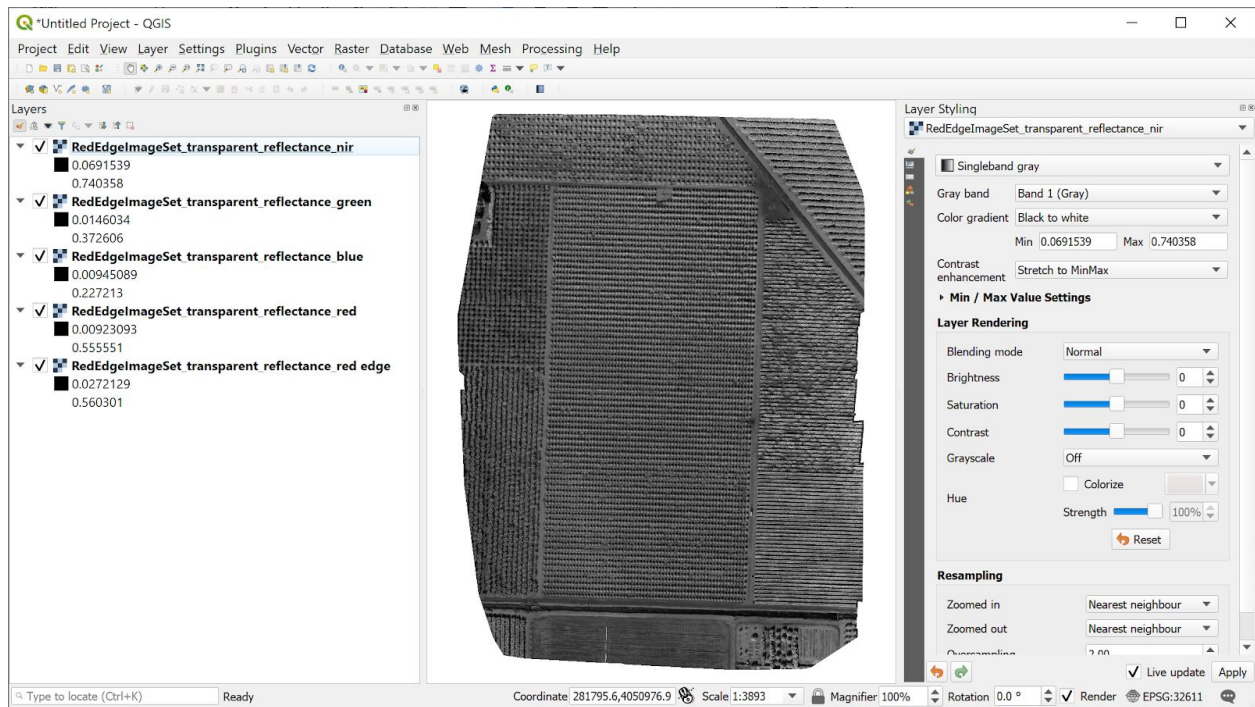 *Untitled Project - QGIS
Project Edit View Layer Settings Plugins Vector Raster Database Web Mesh Processing Help
Layers
RedEdgeImageSet_transparent_reflectance_nir
0.0691539
0.740358
RedEdgeImageSet_transparent_reflectance_green
0.0146034
0.372606
RedEdgeImageSet_transparent_reflectance_blue
0.00945089
0.227213
RedEdgeImageSet_transparent_reflectance_red
0.00923093
0.555551
RedEdgeImageSet_transparent_reflectance_red edge
0.0272129
0.560301
Layer Styling
RedEdgeImageSet_transparent_reflectance_nir
Singleband gray
Gray band Band 1 (Gray)
Color gradient Black to white
Min 0.0691539 Max 0.740358
Contrast
enhancement Stretch to MinMax
Min / Max Value Settings
Layer Rendering
Blending mode Normal
Brightness 0
Saturation 0
Contrast 0
Grayscale Off
Colorize
Hue
Strength 100%
Reset
Resampling
Zoomed in Nearest neighbour
Zoomed out Nearest neighbour
Oversampling 2.00
Live update Apply
Type to locate (Ctrl+K) Ready Coordinate 281795.6,4050976.9 Scale 1:3893 Magnifier 100% Rotation 0.0 ° Render EPSG:32611